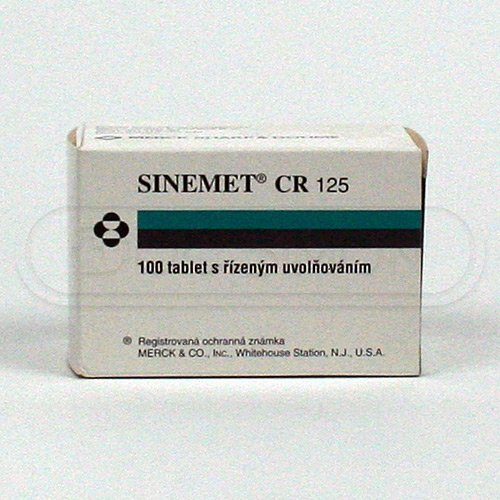 SINEMET® CR 125
100 tablet s řízeným uvolňováním
® Registrovaná ochranná známka
MERCK & CO., Inc., Whitehouse Station, N.J., U.S.A.